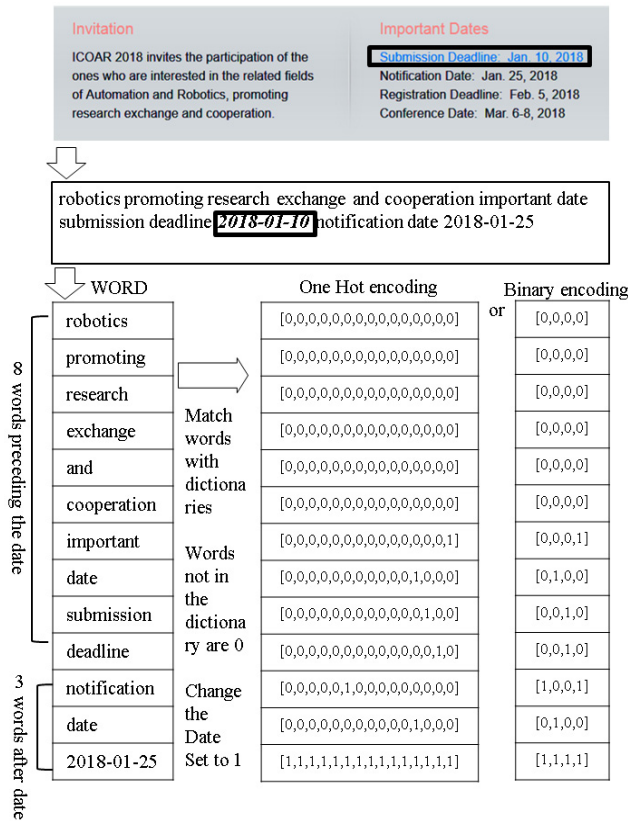 Invitation
ICOAR 2018 invites the participation of the
ones who are interested in the related fields
of Automation and Robotics, promoting
research exchange and cooperation.
Important Dates
Submission Deadline: Jan. 10, 2018
Notification Date: Jan. 25, 2018
Registration Deadline: Feb. 5, 2018
Conference Date: Mar. 6-8, 2018
robotics promoting research exchange and cooperation important date
submission deadline 2018-01-10 notification date 2018-01-25
WORD
robotics
promoting
research
exchange
and
cooperation
important
date
submission
deadline
notification
date
2018-01-25
8 words preceding the date
3 words after date
Match
words
with
dictiona
ries
Words
not in
the
dictiona
ry are 0
Change
the
Date
Set to 1
One Hot encoding
[0,0,0,0,0,0,0,0,0,0,0,0,0,0,0]
[0,0,0,0,0,0,0,0,0,0,0,0,0,0,0]
[0,0,0,0,0,0,0,0,0,0,0,0,0,0,0]
[0,0,0,0,0,0,0,0,0,0,0,0,0,0,0]
[0,0,0,0,0,0,0,0,0,0,0,0,0,0,0]
[0,0,0,0,0,0,0,0,0,0,0,0,0,0,0]
[0,0,0,0,0,0,0,0,0,0,0,0,0,0,1]
[0,0,0,0,0,0,0,0,0,0,0,1,0,0,0]
[0,0,0,0,0,0,0,0,0,0,0,0,1,0,0]
[0,0,0,0,0,0,0,0,0,0,0,0,0,1,0]
[0,0,0,0,0,1,0,0,0,0,0,0,0,0,0]
[0,0,0,0,0,0,0,0,0,0,0,1,0,0,0]
[1,1,1,1,1,1,1,1,1,1,1,1,1,1,1]
or
Binary encoding
[0,0,0,0]
[0,0,0,0]
[0,0,0,0]
[0,0,0,0]
[0,0,0,0]
[0,0,0,0]
[0,0,0,1]
[0,1,0,0]
[0,0,1,0]
[0,0,1,0]
[1,0,0,1]
[0,1,0,0]
[1,1,1,1]